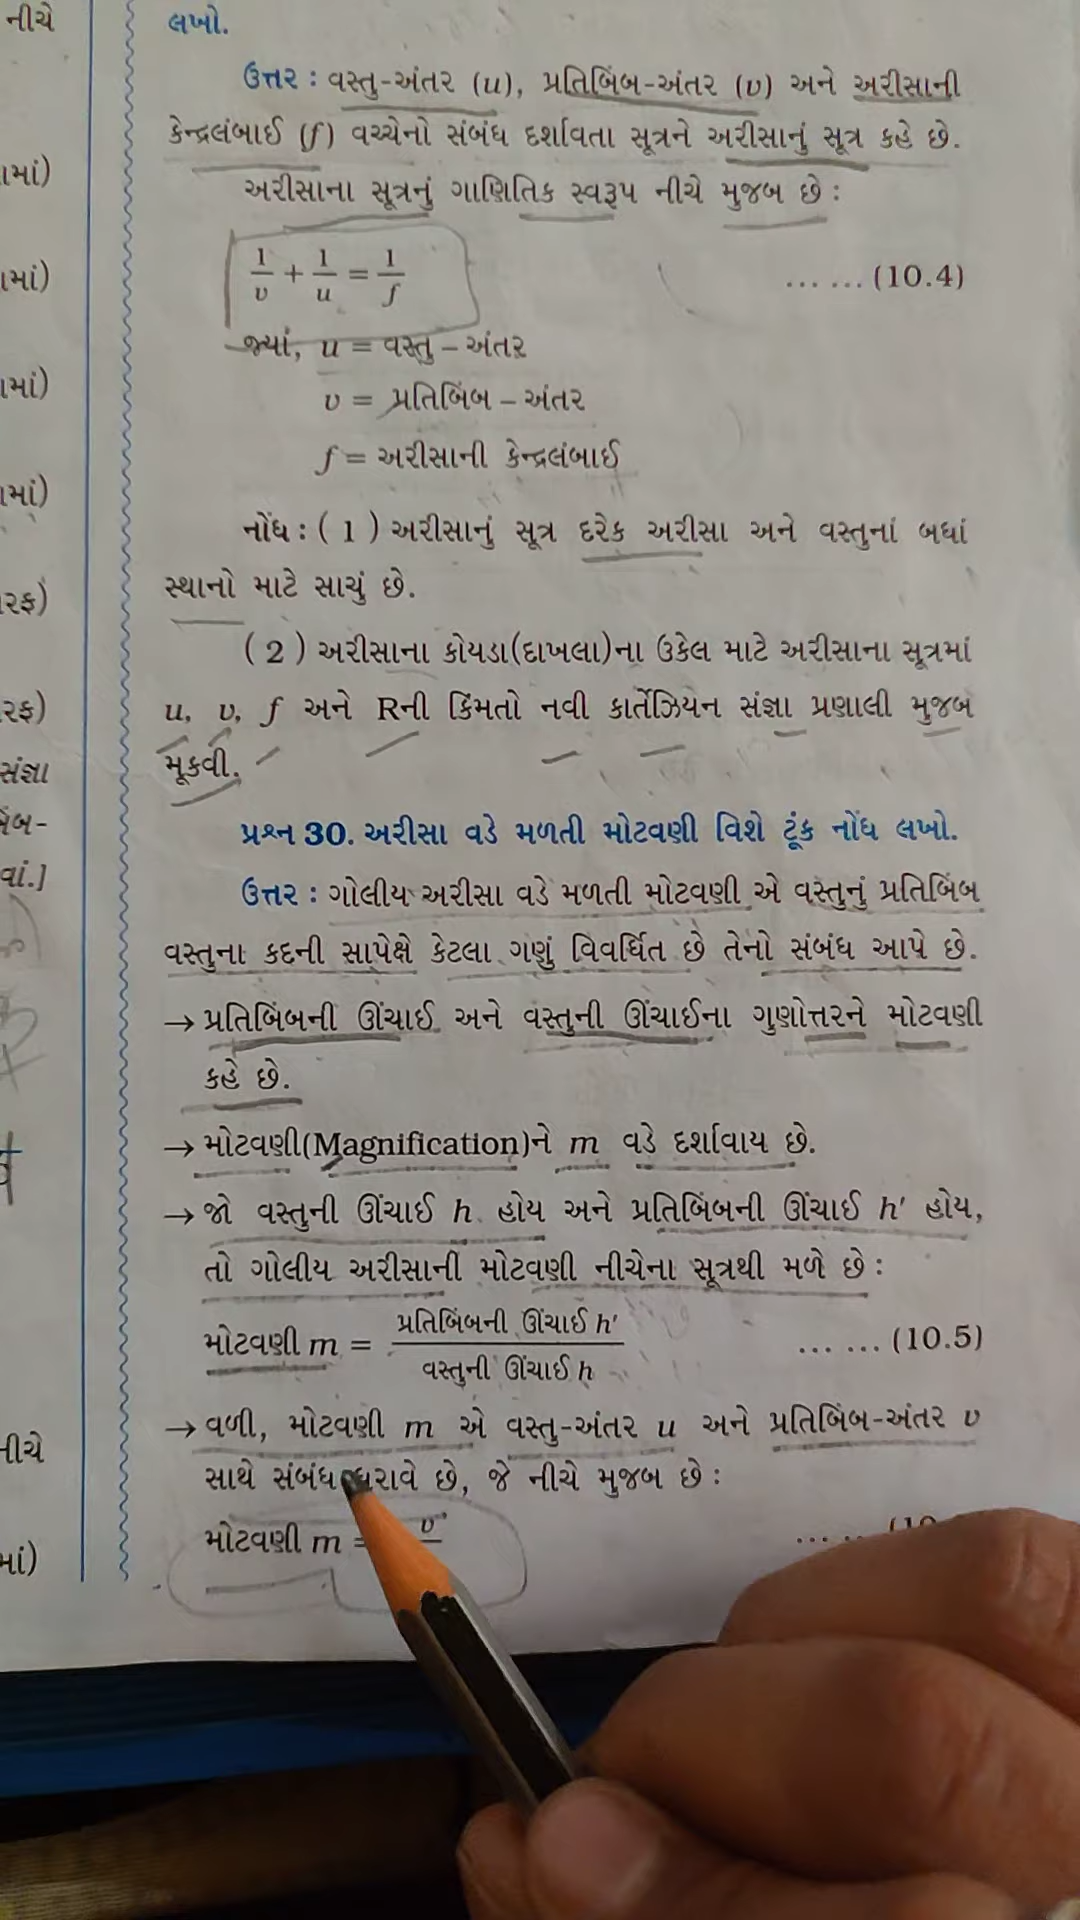 નીચે
લખો.
ઉત્તર : વસ્તુ-અંતર (u), પ્રતિબિંબ-અંતર (v) અને અરીસાની
કેન્દ્રલંબાઈ (f) વચ્ચેનો સંબંધ દર્શાવતા સૂત્રને અરીસાનું સૂત્ર કહે છે.
અરીસાના સૂત્રનું ગાણિતિક સ્વરૂપ નીચે મુજબ છે :
1/v + 1/u = 1/f ... ... (10.4)
જ્યાં, u = વસ્તુ – અંતર
v = પ્રતિબિંબ – અંતર
f = અરીસાની કેન્દ્રલંબાઈ
નોંધ : ( 1 ) અરીસાનું સૂત્ર દરેક અરીસા અને વસ્તુનાં બધાં
સ્થાનો માટે સાચું છે.
( 2 ) અરીસાના કોયડા(દાખલા)ના ઉકેલ માટે અરીસાના સૂત્રમાં
u, v, f અને Rની કિંમતો નવી કાર્તેઝિયન સંજ્ઞા પ્રણાલી મુજબ
મૂકવી.
પ્રશ્ન 30. અરીસા વડે મળતી મોટવણી વિશે ટૂંક નોંધ લખો.
ઉત્તર : ગોલીય અરીસા વડે મળતી મોટવણી એ વસ્તુનું પ્રતિબિંબ
વસ્તુના કદની સાપેક્ષે કેટલા ગણું વિવર્ધિત છે તેનો સંબંધ આપે છે.
→ પ્રતિબિંબની ઊંચાઈ અને વસ્તુની ઊંચાઈના ગુણોત્તરને મોટવણી
કહે છે.
→ મોટવણી(Magnification)ને m વડે દર્શાવાય છે.
→ જો વસ્તુની ઊંચાઈ h હોય અને પ્રતિબિંબની ઊંચાઈ h' હોય,
તો ગોલીય અરીસાની મોટવણી નીચેના સૂત્રથી મળે છે :
મોટવણી m = પ્રતિબિંબની ઊંચાઈ h' / વસ્તુની ઊંચાઈ h ... ... (10.5)
→ વળી, મોટવણી m એ વસ્તુ-અંતર u અને પ્રતિબિંબ-અંતર v
સાથે સંબંધ ધરાવે છે, જે નીચે મુજબ છે :
મોટવણી m = v
સંજ્ઞા